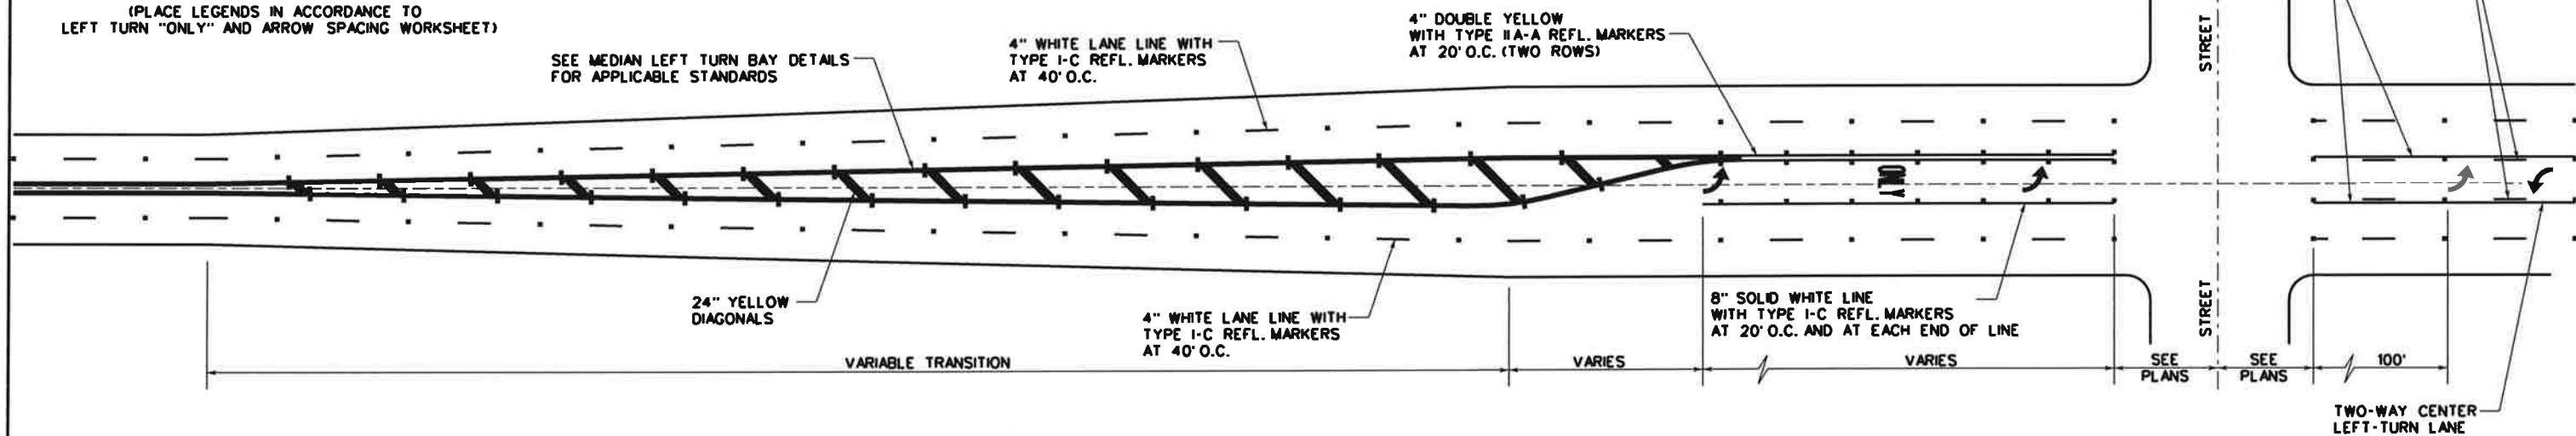 (PLACE LEGENDS IN ACCORDANCE TO
LEFT TURN "ONLY" AND ARROW SPACING WORKSHEET)
SEE MEDIAN LEFT TURN BAY DETAILS
FOR APPLICABLE STANDARDS
4" WHITE LANE LINE WITH
TYPE I-C REFL. MARKERS
AT 40' O.C.
4" DOUBLE YELLOW
WITH TYPE IIA-A REFL. MARKERS
AT 20' O.C. (TWO ROWS)
STREET
ONLY
24" YELLOW
DIAGONALS
4" WHITE LANE LINE WITH
TYPE I-C REFL. MARKERS
AT 40' O.C.
8" SOLID WHITE LINE
WITH TYPE I-C REFL. MARKERS
AT 20' O.C. AND AT EACH END OF LINE
STREET
VARIABLE TRANSITION
VARIES
VARIES
SEE
PLANS
SEE
PLANS
100'
TWO-WAY CENTER
LEFT-TURN LANE